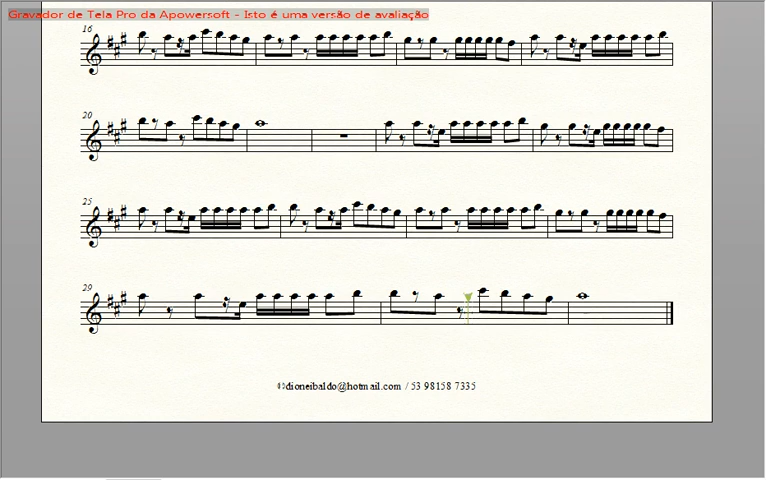 Gravador de Tela Pro da Apowersoft - Isto é uma versão de avaliação
16
20
25
29
©dioneibaldo@hotmail.com / 53 98158 7335